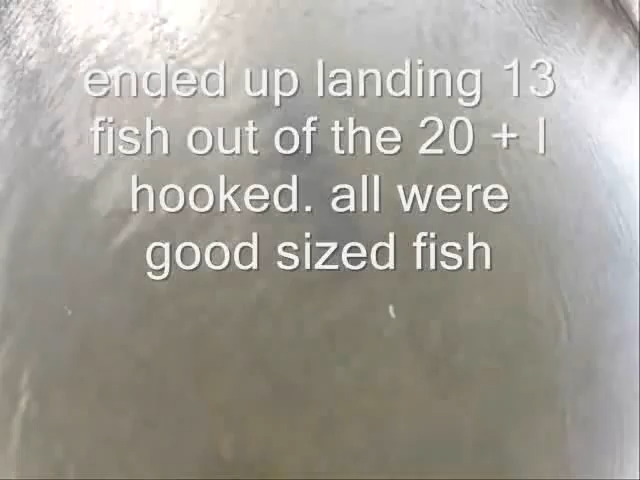 ended up landing 13
fish out of the 20 + I
hooked. all were
good sized fish